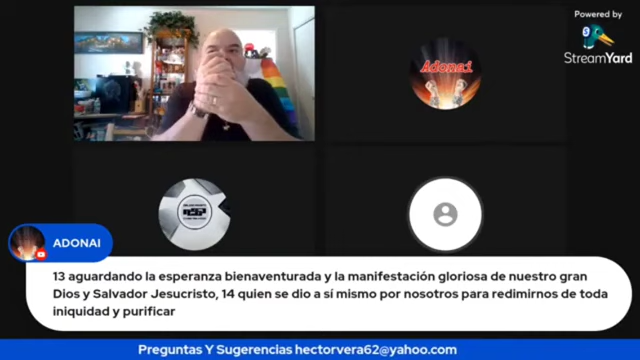 Powered by
StreamYard
Adonai
ADONAI
13 aguardando la esperanza bienaventurada y la manifestación gloriosa de nuestro gran
Dios y Salvador Jesucristo, 14 quien se dio a sí mismo por nosotros para redimirnos de toda
iniquidad y purificar
Preguntas Y Sugerencias hectorvera62@yahoo.com